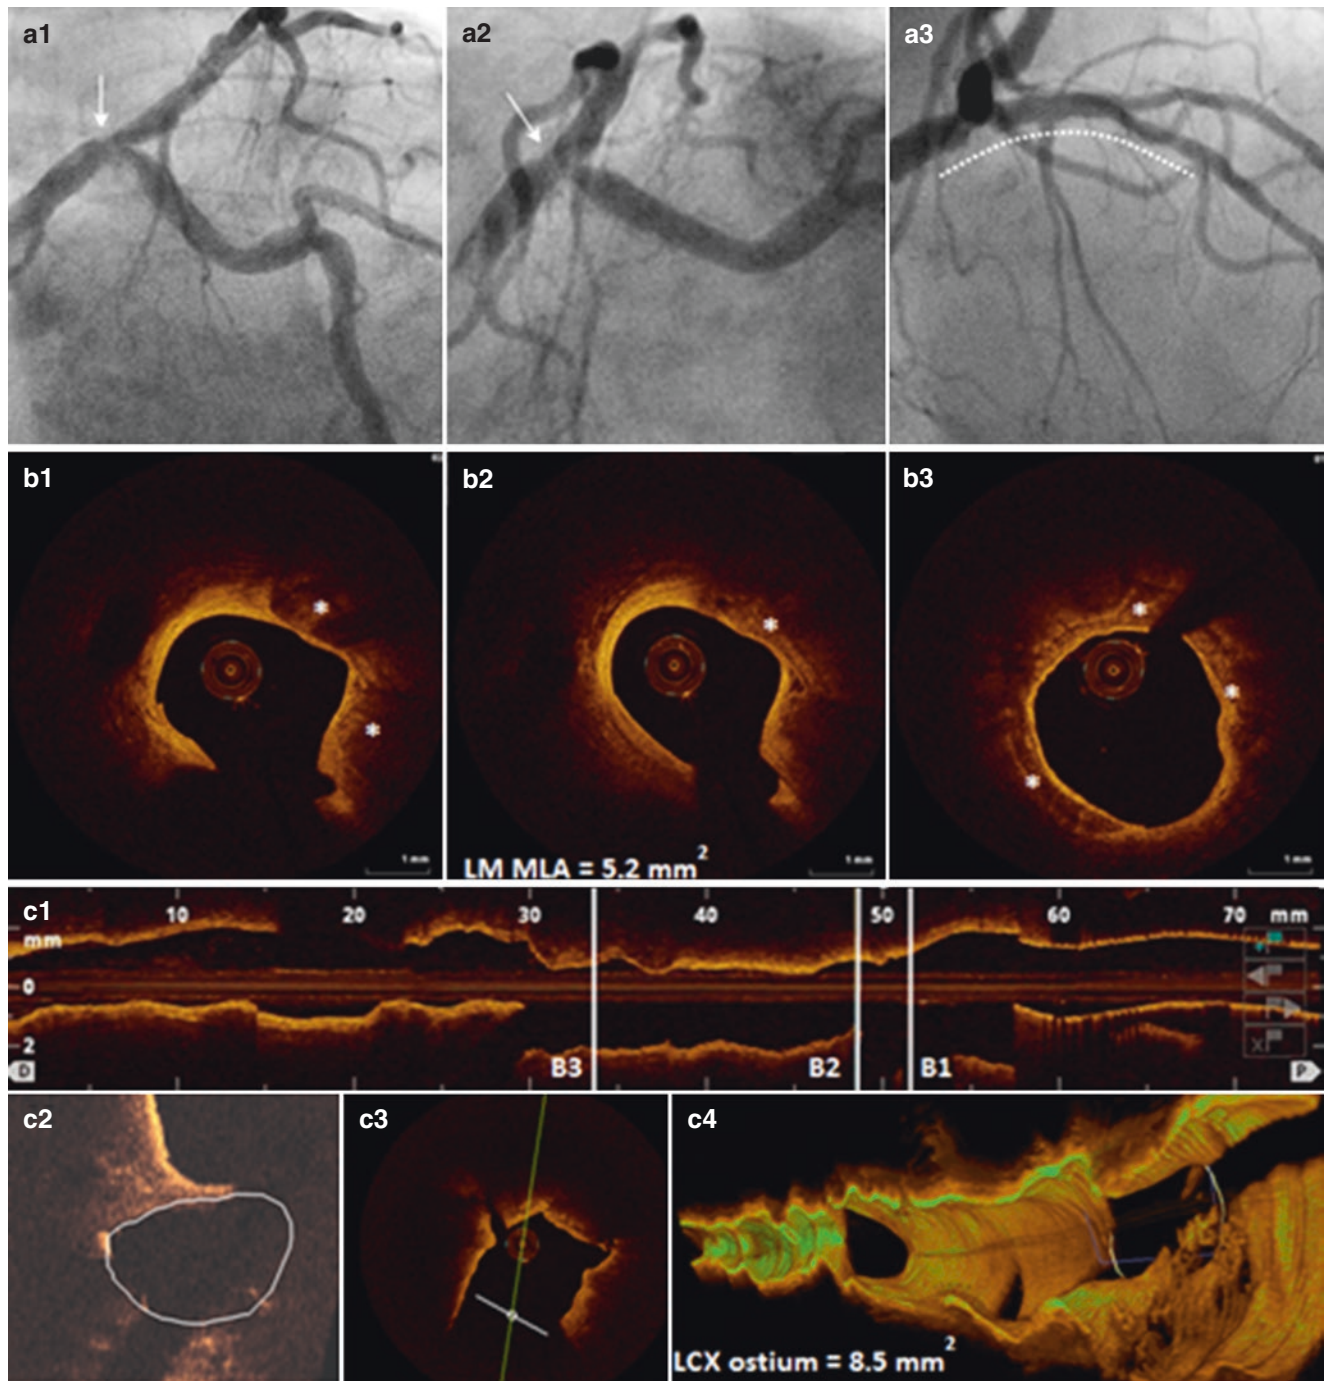 a1
a2
a3
b1
b2
b3
1 mm
LM MLA = 5.2 mm²
1 mm
1 mm
c1
10 20 30 40 50 60 70 mm
mm
0
2
D
B3
B2
B1
P
c2
c3
c4
LCX ostium = 8.5 mm²